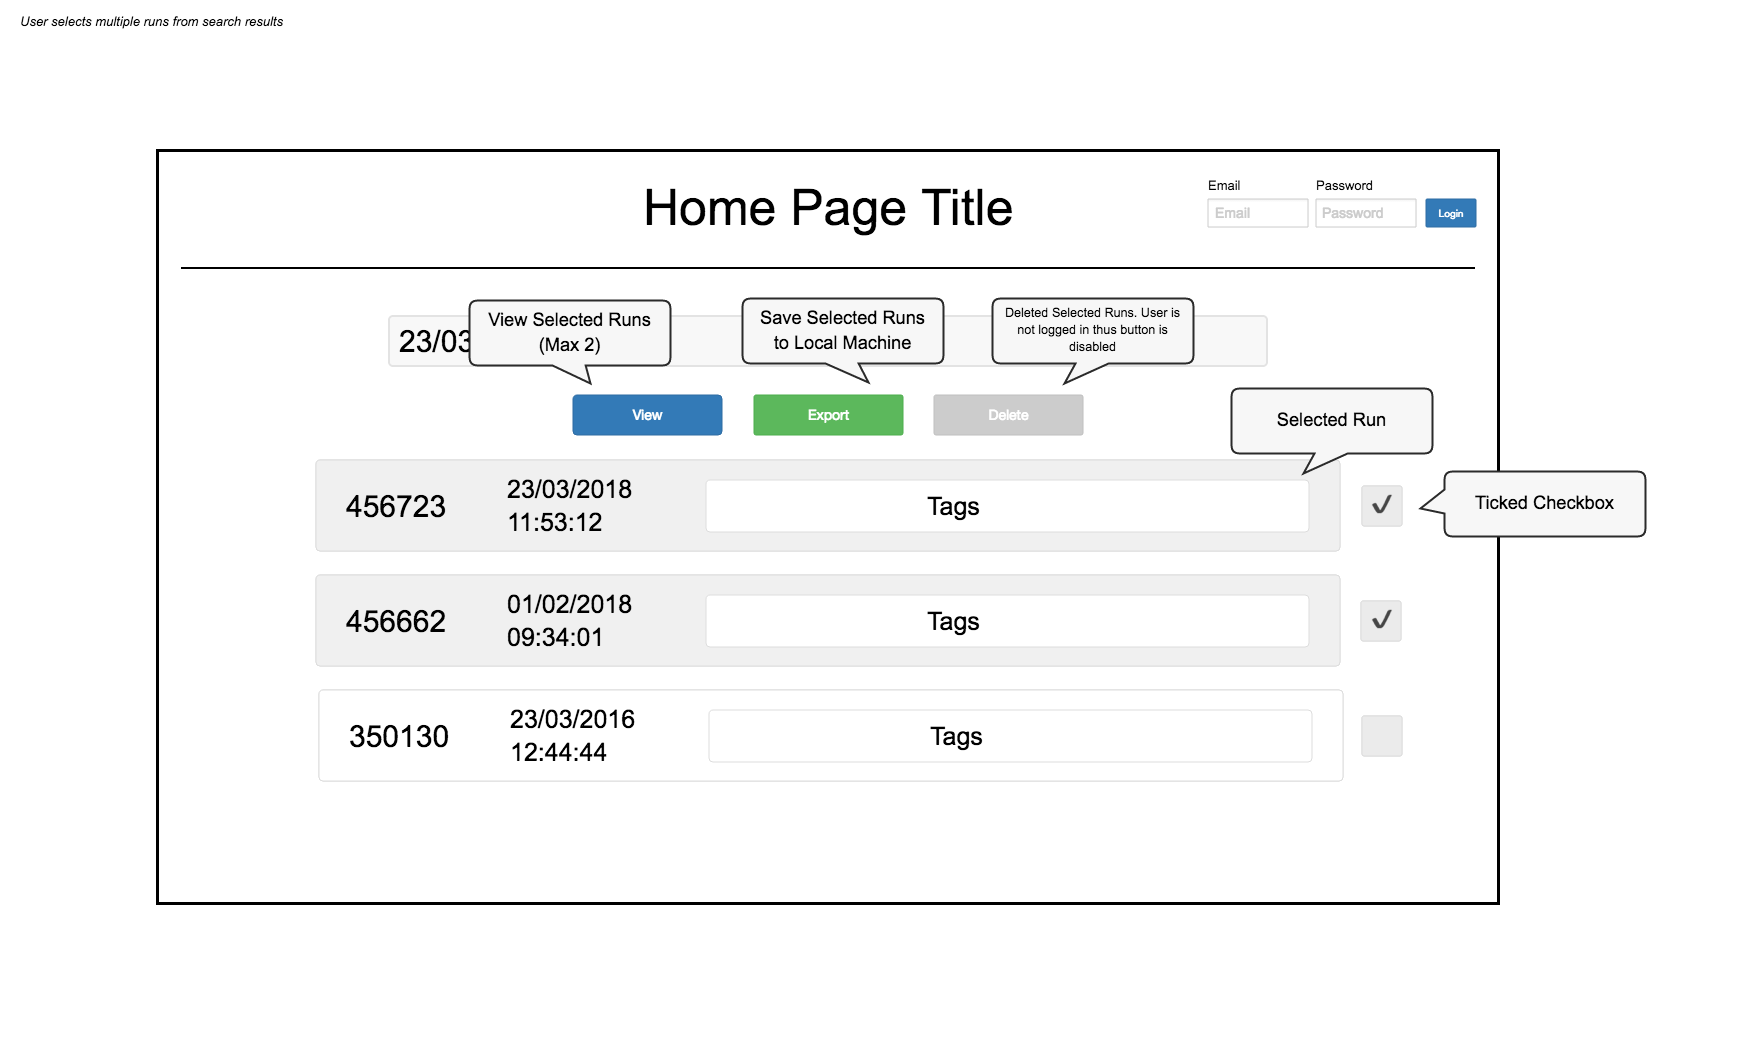 User selects multiple runs from search results
Home Page Title
Email
Password
Email
Password
Login
23/03
View Selected Runs
(Max 2)
Save Selected Runs
to Local Machine
Deleted Selected Runs. User is
not logged in thus button is
disabled
View
Export
Delete
Selected Run
456723
23/03/2018
11:53:12
Tags
Ticked Checkbox
456662
01/02/2018
09:34:01
Tags
350130
23/03/2016
12:44:44
Tags